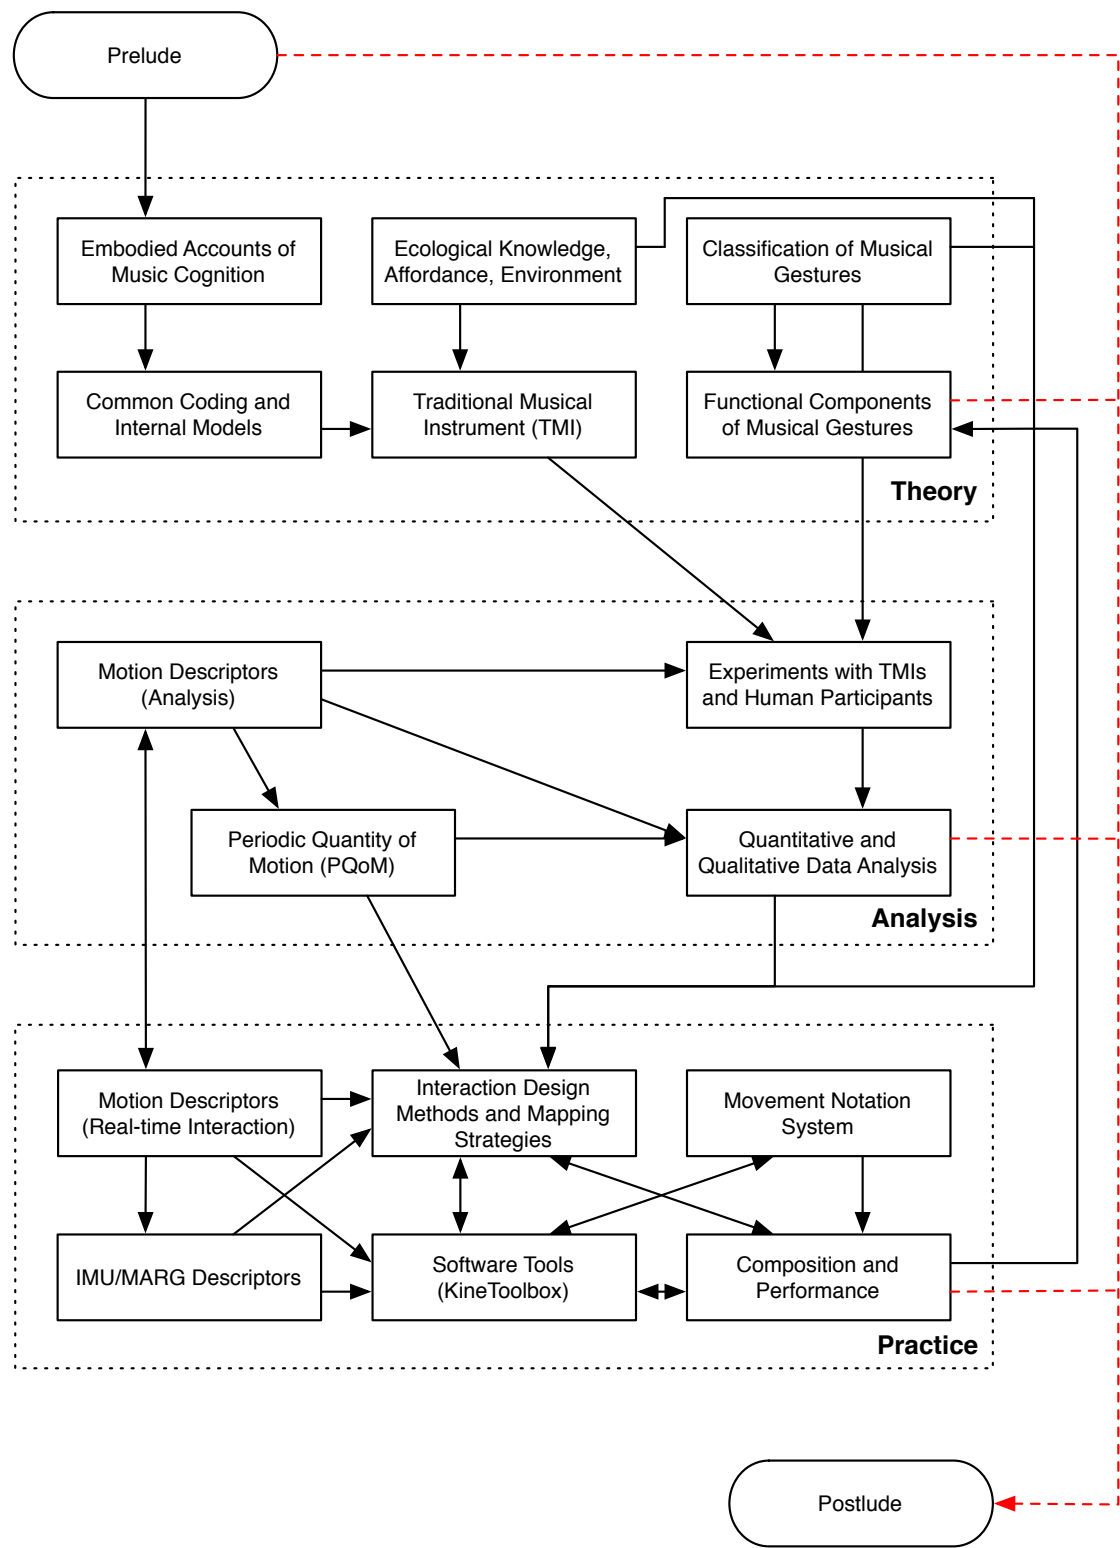 Prelude
Embodied Accounts of
Music Cognition
Ecological Knowledge,
Affordance, Environment
Classification of Musical
Gestures
Common Coding and
Internal Models
Traditional Musical
Instrument (TMI)
Functional Components
of Musical Gestures
Theory
Motion Descriptors
(Analysis)
Experiments with TMIs
and Human Participants
Periodic Quantity of
Motion (PQoM)
Quantitative and
Qualitative Data Analysis
Analysis
Motion Descriptors
(Real-time Interaction)
Interaction Design
Methods and Mapping
Strategies
Movement Notation
System
IMU/MARG Descriptors
Software Tools
(KineToolbox)
Composition and
Performance
Practice
Postlude